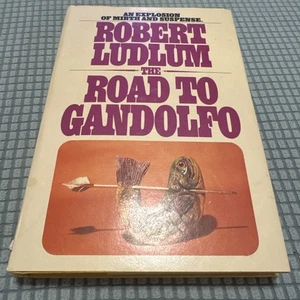 AN EXPLOSION
OF MIRTH AND SUSPENSE.
ROBERT
LUDLUM
THE
ROAD TO
GANDOLFO